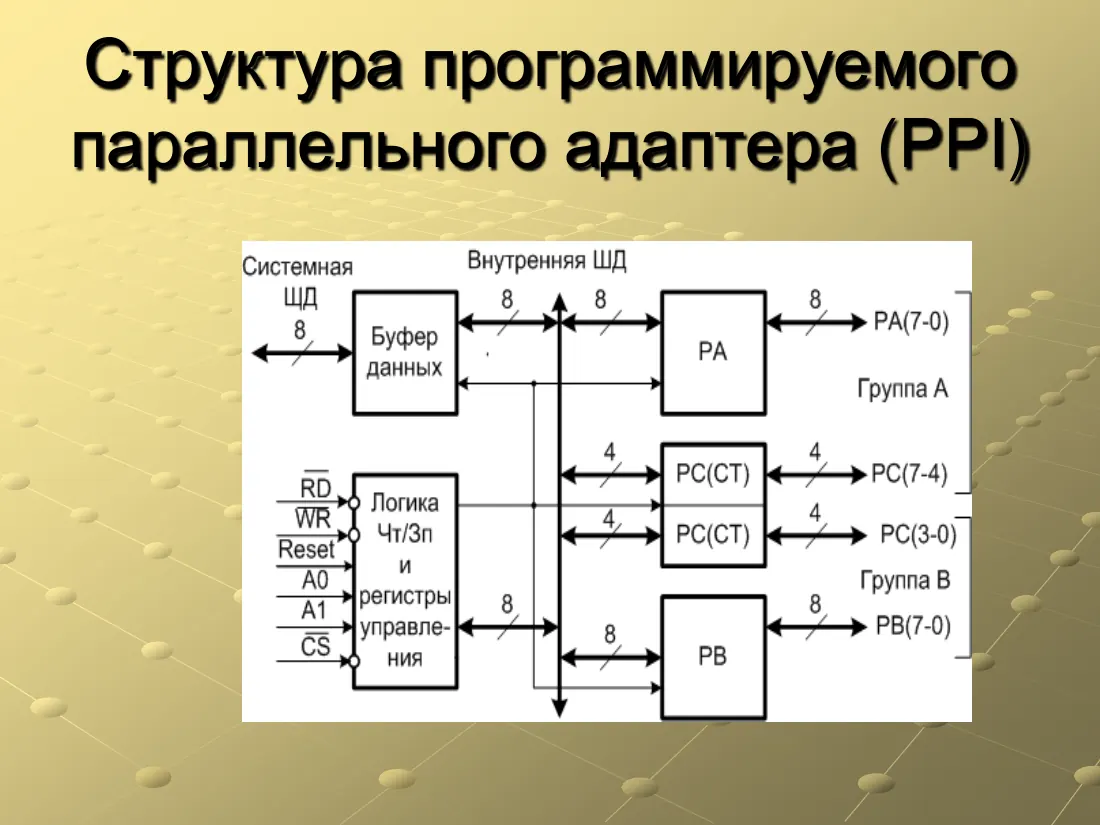 Структура программируемого
параллельного адаптера (PPI)
Системная
ЩД
8
Внутренняя ШД
8
8
8
Буфер
данных
PA
PA(7-0)
Группа A
4
4
PC(CT)
PC(7-4)
4
4
PC(CT)
PC(3-0)
Группа B
RD
WR
Reset
A0
A1
CS
Логика
Чт/Зп
и
регистры
управле-
ния
8
8
8
PB
PB(7-0)